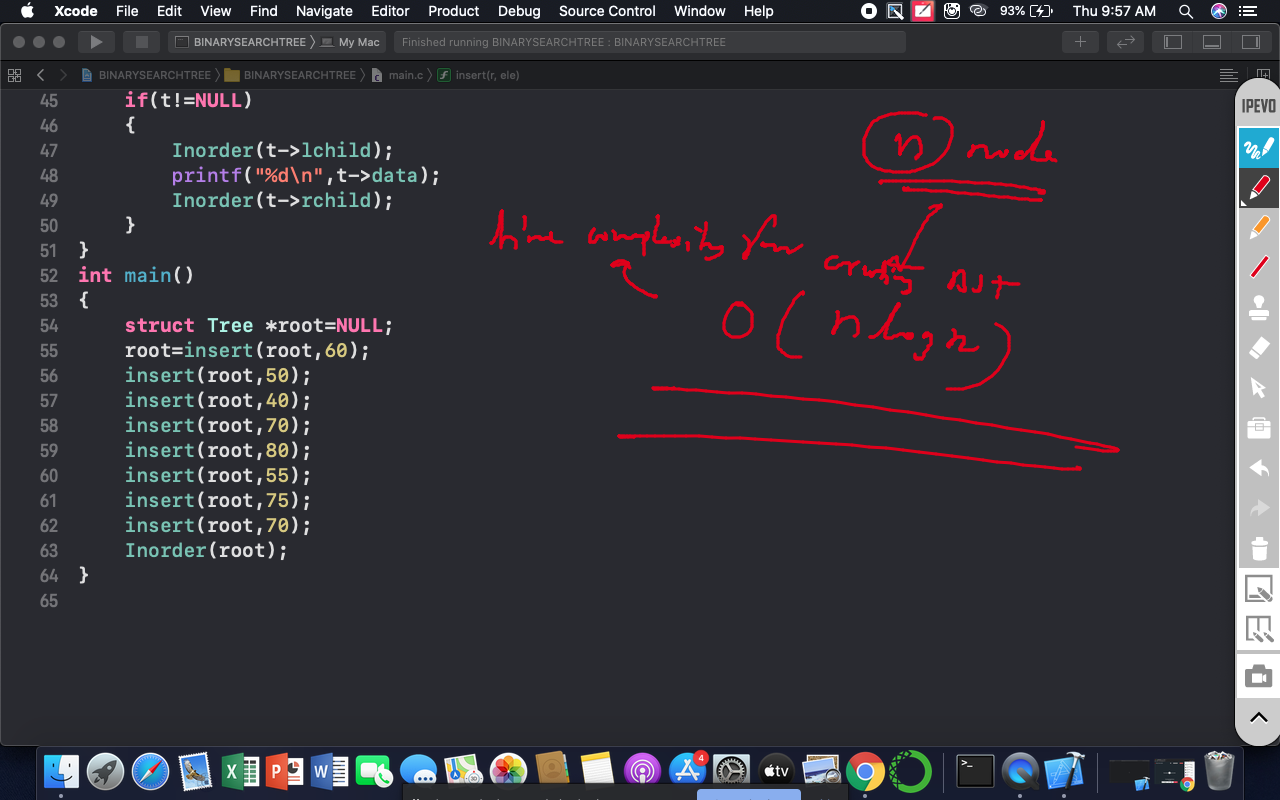 Xcode File Edit View Find Navigate Editor Product Debug Source Control Window Help 93% Thu 9:57 AM
BINARYSEARCHTREE 〉 My Mac Finished running BINARYSEARCHTREE : BINARYSEARCHTREE
BINARYSEARCHTREE 〉 BINARYSEARCHTREE 〉 main.c 〉 insert(r, ele)
IPEVO
45 if(t!=NULL)
46 {
47 Inorder(t->lchild);
48 printf("%d\n",t->data);
49 Inorder(t->rchild);
50 }
51 }
52 int main()
53 {
54 struct Tree *root=NULL;
55 root=insert(root,60);
56 insert(root,50);
57 insert(root,40);
58 insert(root,70);
59 insert(root,80);
60 insert(root,55);
61 insert(root,75);
62 insert(root,70);
63 Inorder(root);
64 }
65
n node
time complexity for
BST
O(n log n)
4
tv